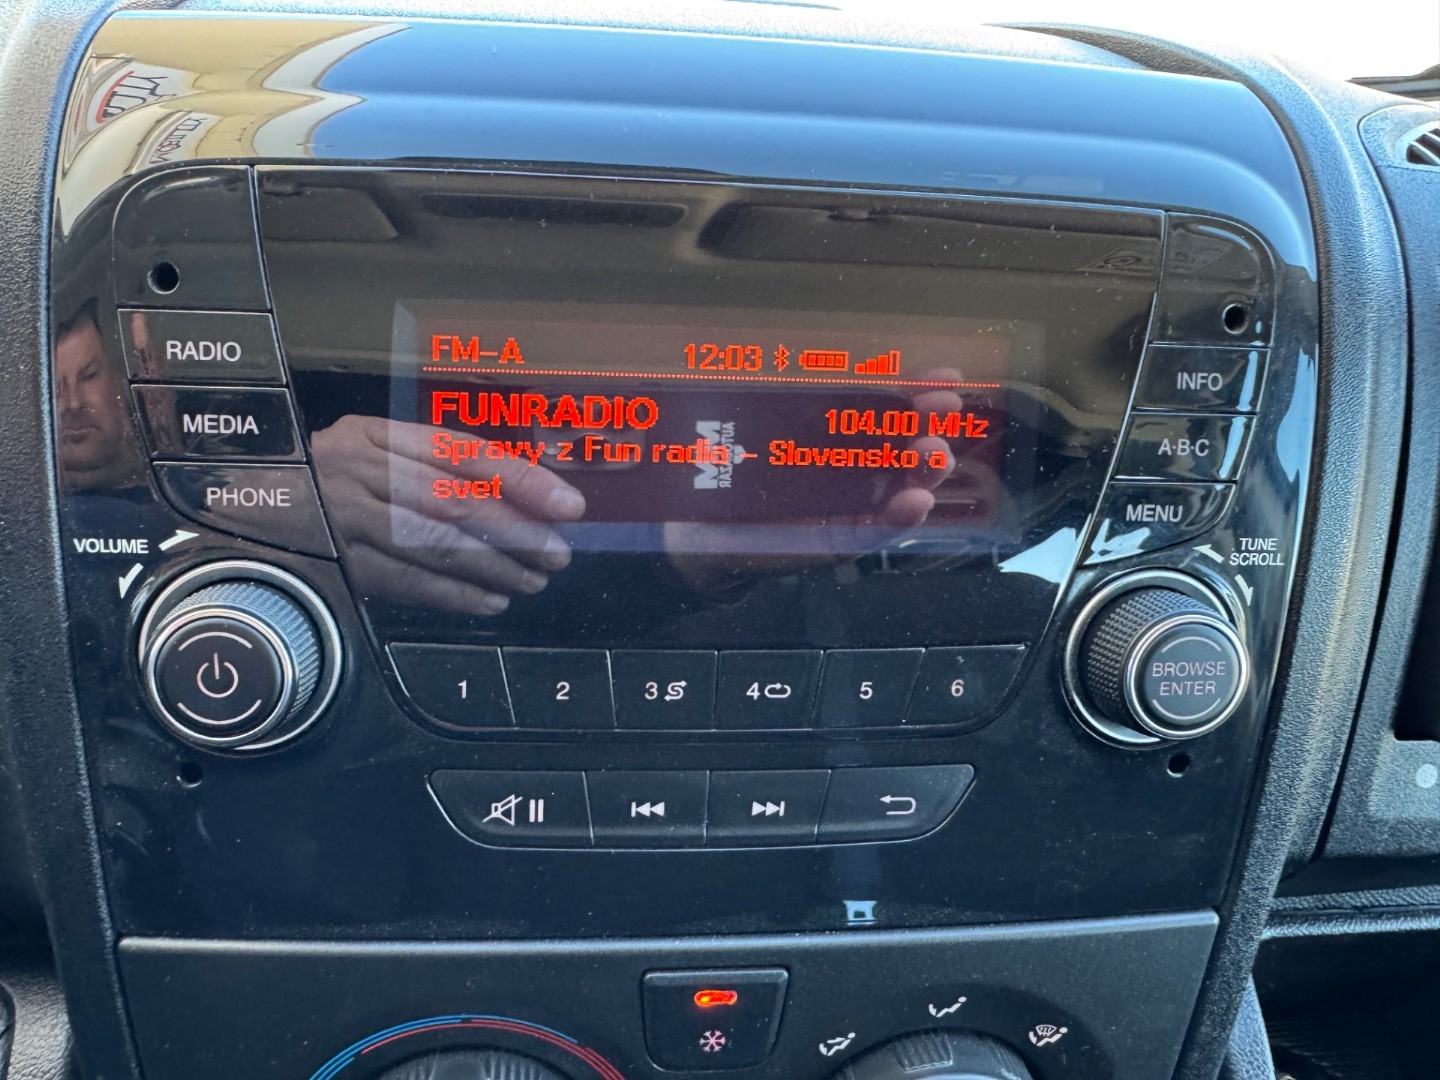 FM-A 12:03
FUNRADIO 104.00 MHz
Spravy z Fun radia - Slovensko a
svet
RADIO
MEDIA
PHONE
INFO
A·B·C
MENU
VOLUME
TUNE
SCROLL
BROWSE
ENTER
1 2 3 4 5 6